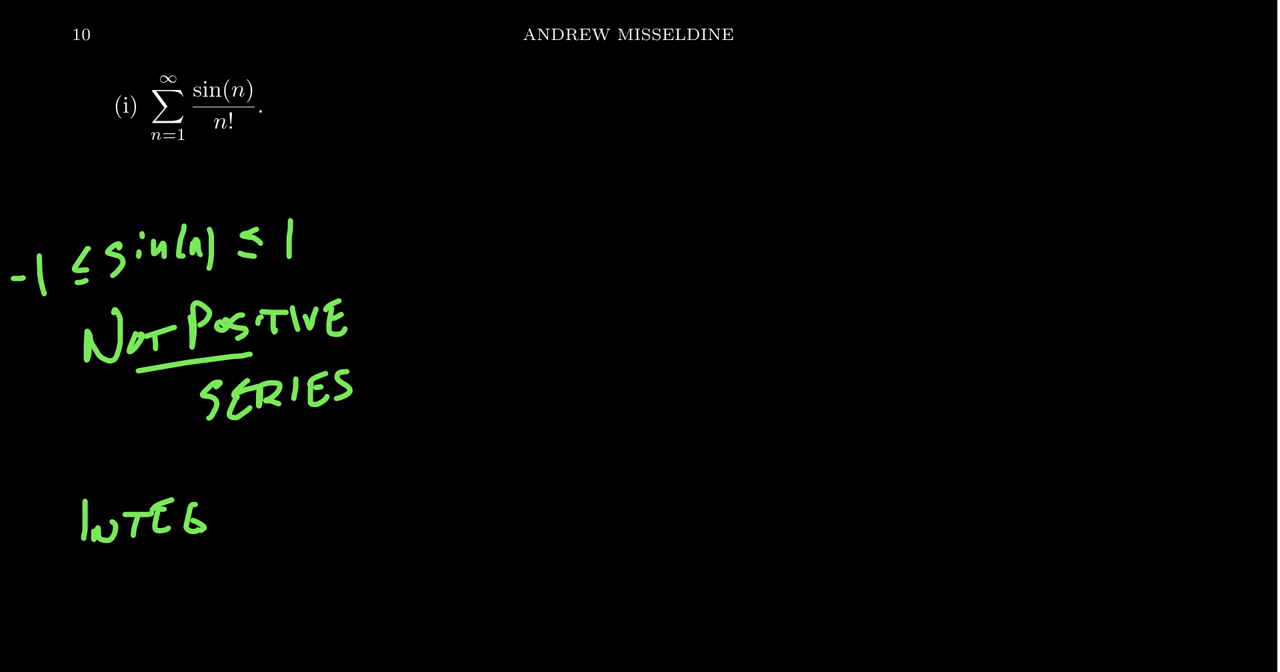 10 ANDREW MISSELDINE
(i) ∑_{n=1}^{∞} sin(n)/n!.
-1 ≤ sin(n) ≤ 1
NOT POSITIVE
SERIES
INTEG